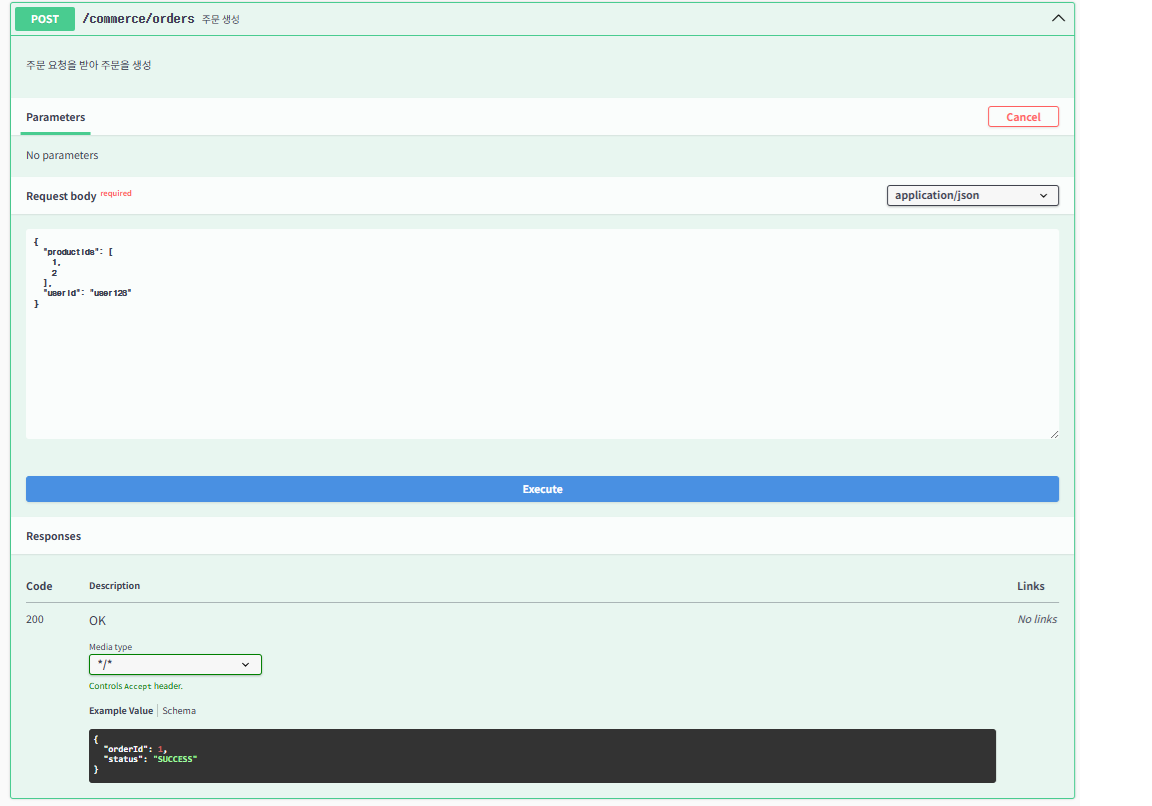 POST /commerce/orders 주문 생성
주문 요청을 받아 주문을 생성
Parameters Cancel
No parameters
Request body required application/json
{
"productIds": [
1,
2
],
"userId": "user123"
}
Execute
Responses
Code Description Links
200 OK No links
Media type
*/*
Controls Accept header.
Example Value Schema
{
"orderId": 1,
"status": "SUCCESS"
}